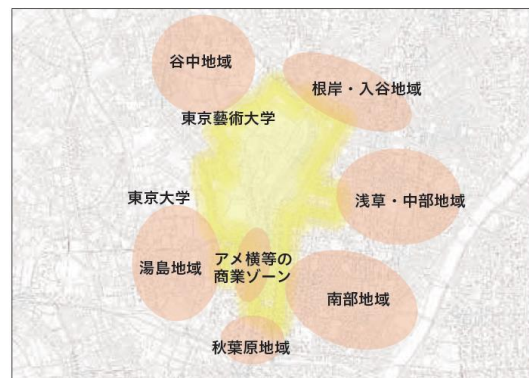 谷中地域
根岸・入谷地域
東京藝術大学
東京大学
浅草・中部地域
湯島地域
アメ横等の
商業ゾーン
南部地域
秋葉原地域